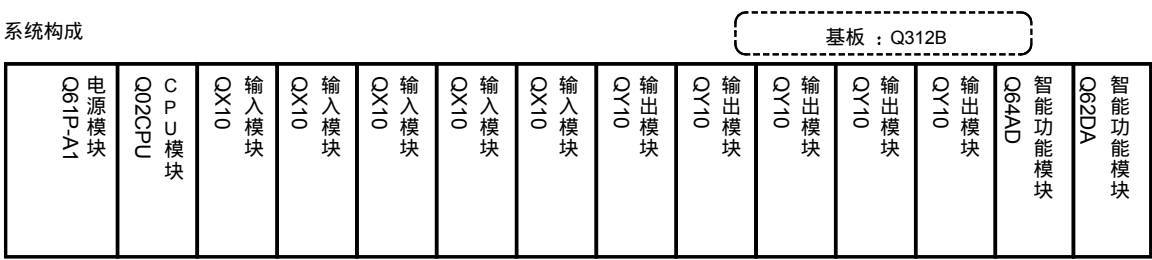 系统构成
基板 ：Q312B
电源模块
Q61P-A1
CPU模块
Q02CPU
输入模块
QX10
输入模块
QX10
输入模块
QX10
输入模块
QX10
输入模块
QX10
输出模块
QY10
输出模块
QY10
输出模块
QY10
输出模块
QY10
输出模块
QY10
智能功能模块
Q64AD
智能功能模块
Q62DA